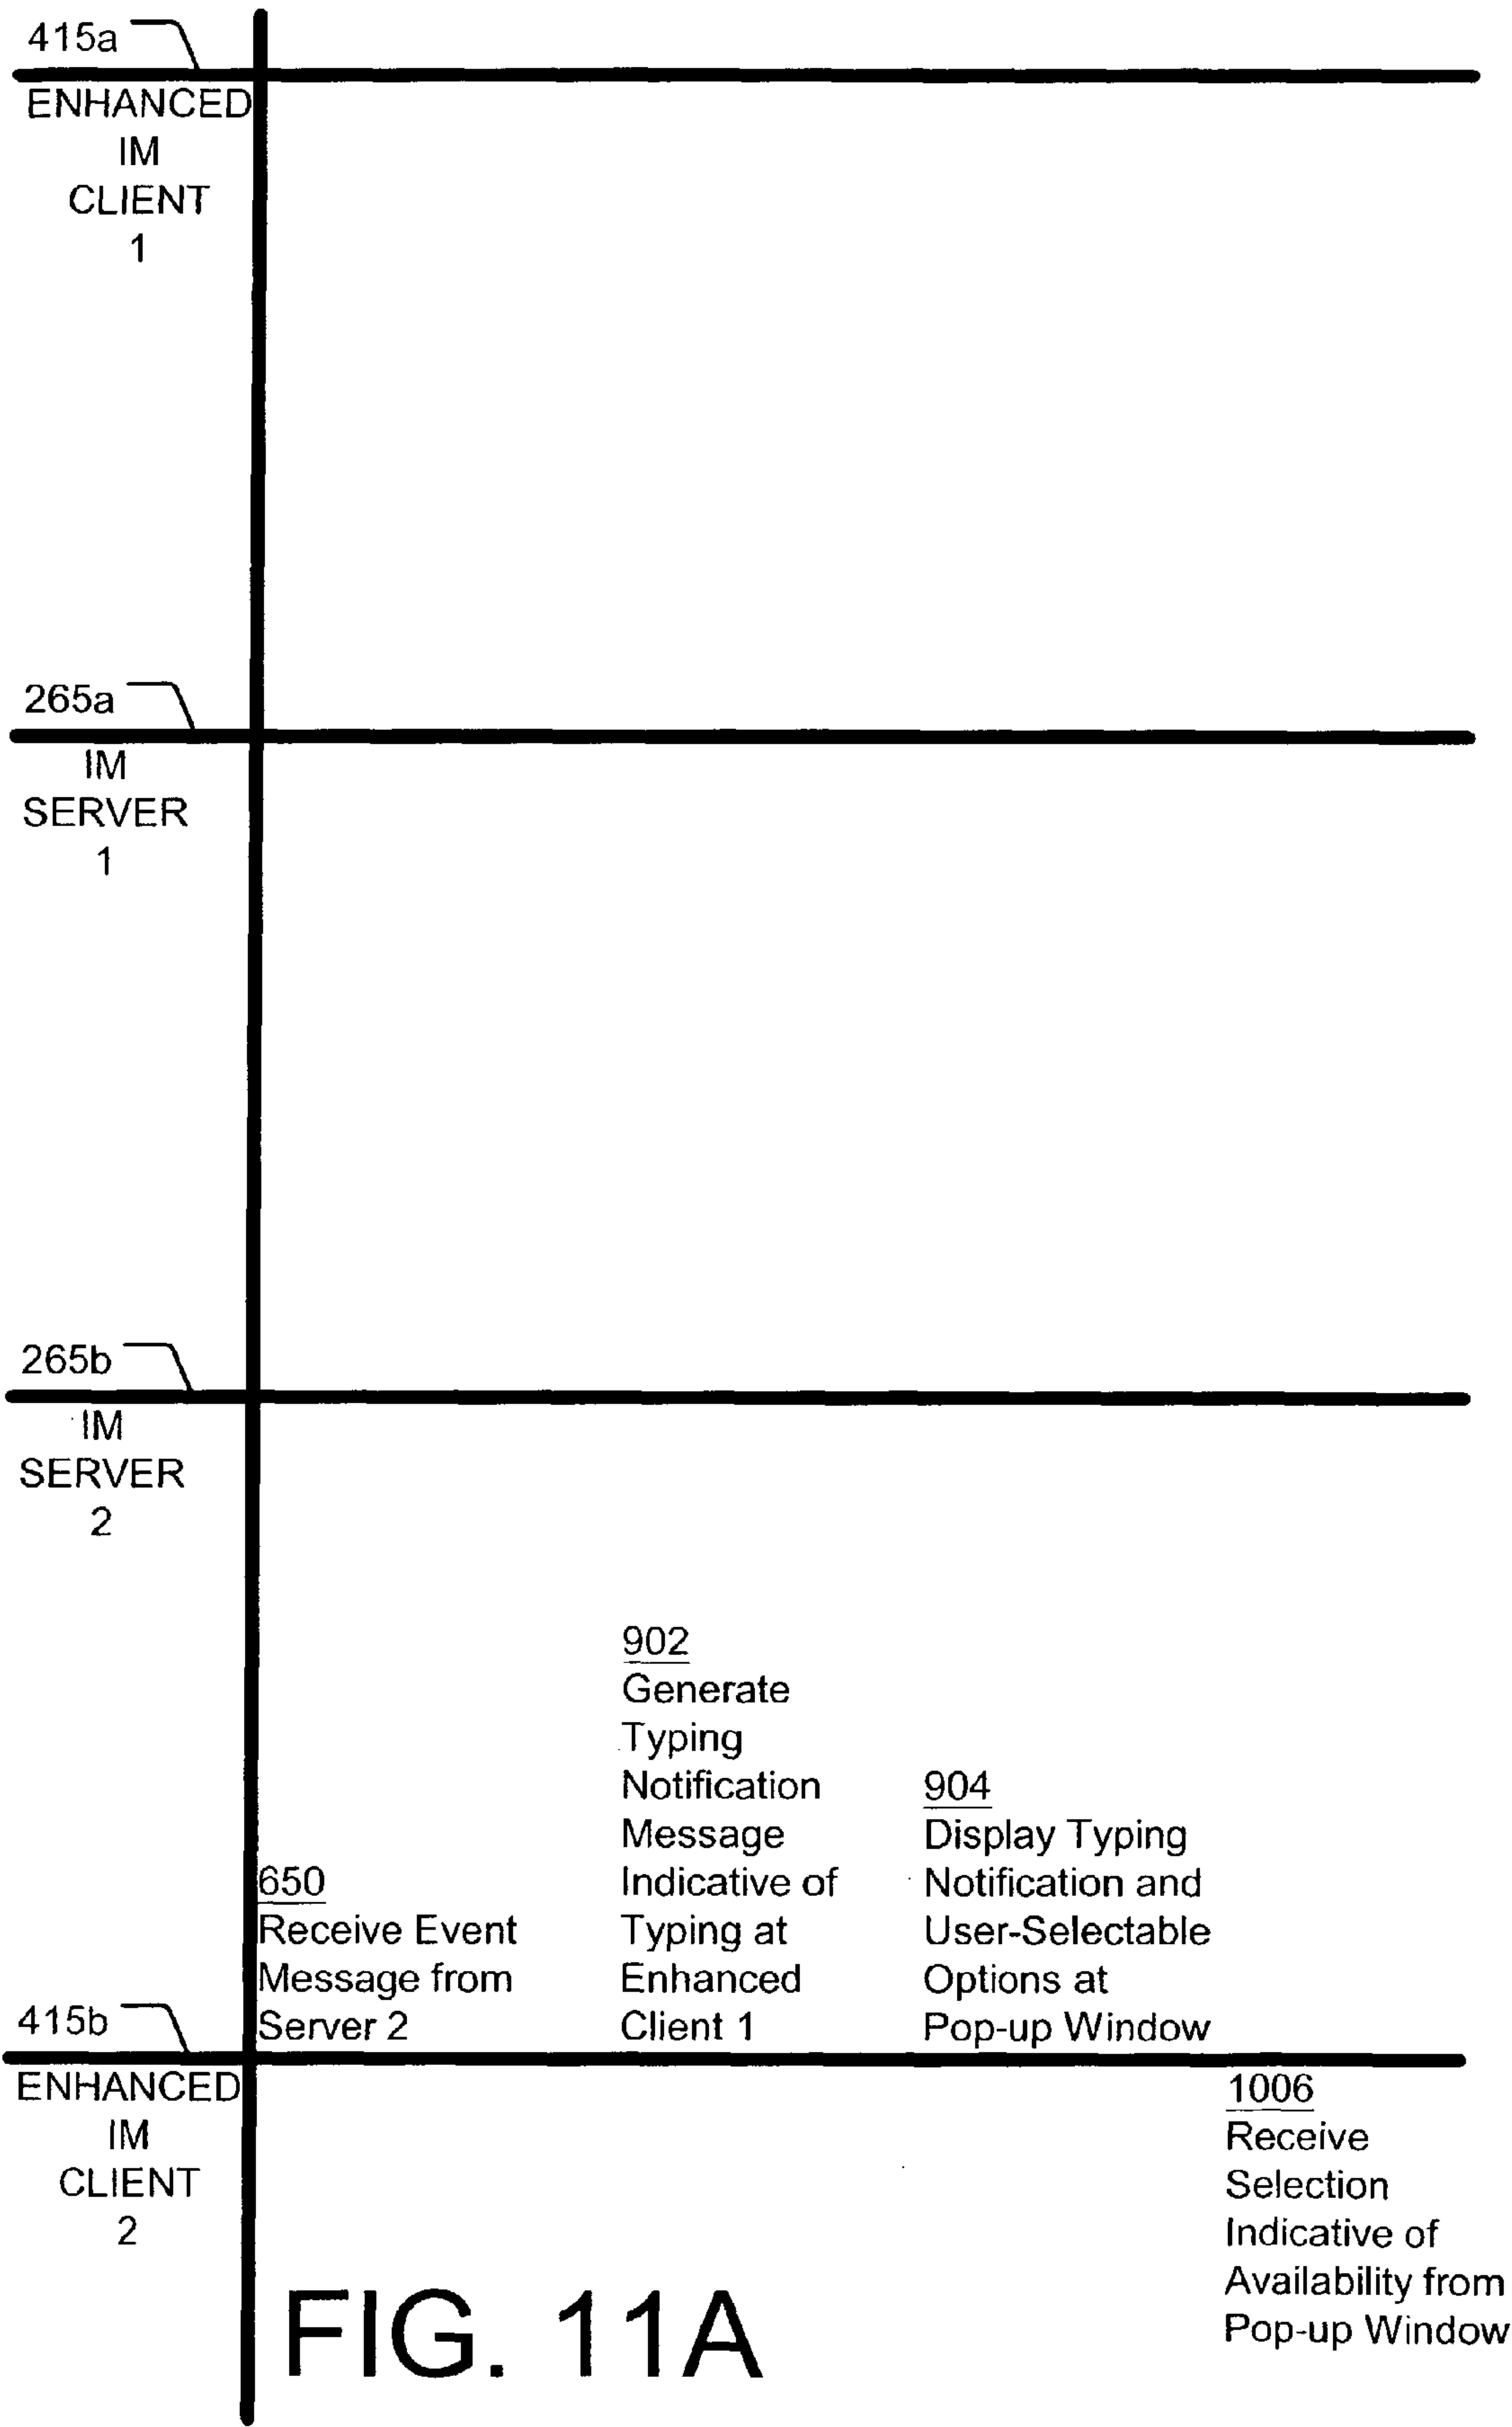 415a
ENHANCED
IM
CLIENT
1
265a
IM
SERVER
1
265b
IM
SERVER
2
650
Receive Event
Message from
Server 2
902
Generate
Typing
Notification
Message
Indicative of
Typing at
Enhanced
Client 1
904
Display Typing
Notification and
User-Selectable
Options at
Pop-up Window
415b
ENHANCED
IM
CLIENT
2
1006
Receive
Selection
Indicative of
Availability from
Pop-up Window
FIG. 11A